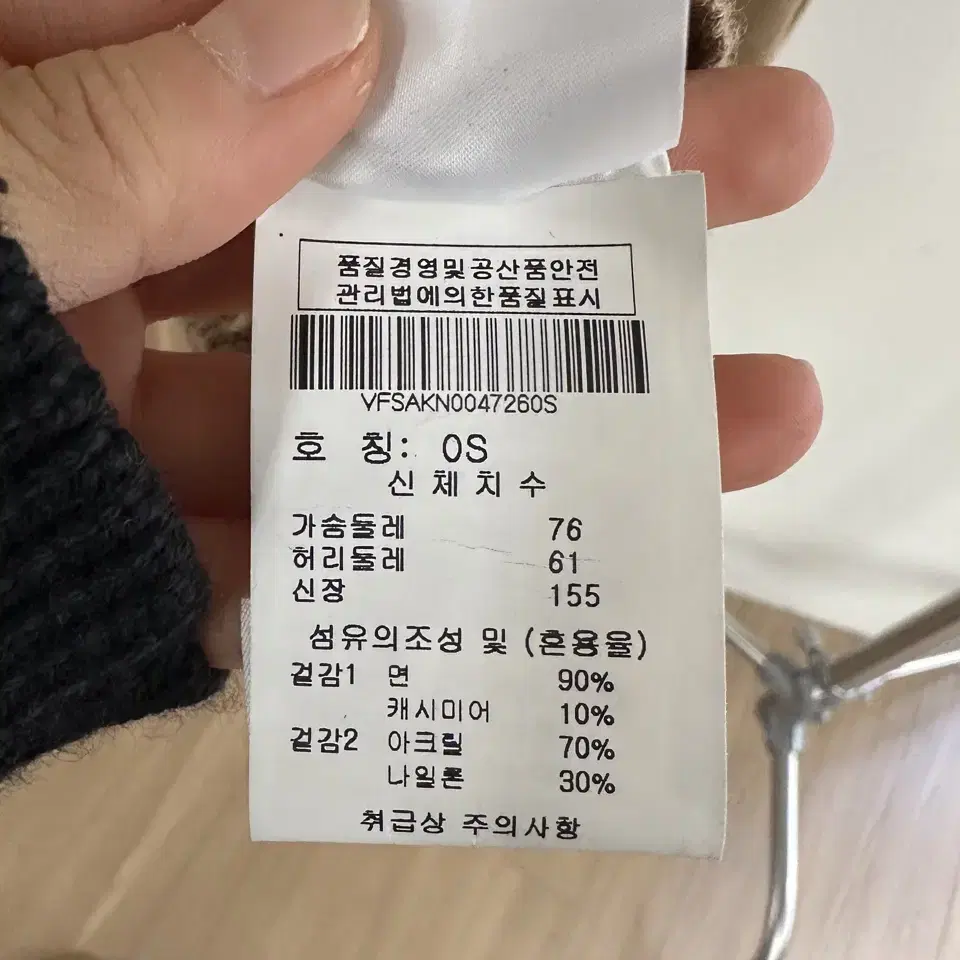 품질경영및공산품안전
관리법에의한품질표시
VFSAKN004726OS
호 칭: OS
신 체 치 수
가슴둘레 76
허리둘레 61
신장 155
섬유의조성 및 (혼용율)
겉감1 면 90%
캐시미어 10%
겉감2 아크릴 70%
나일론 30%
취급상 주의사항